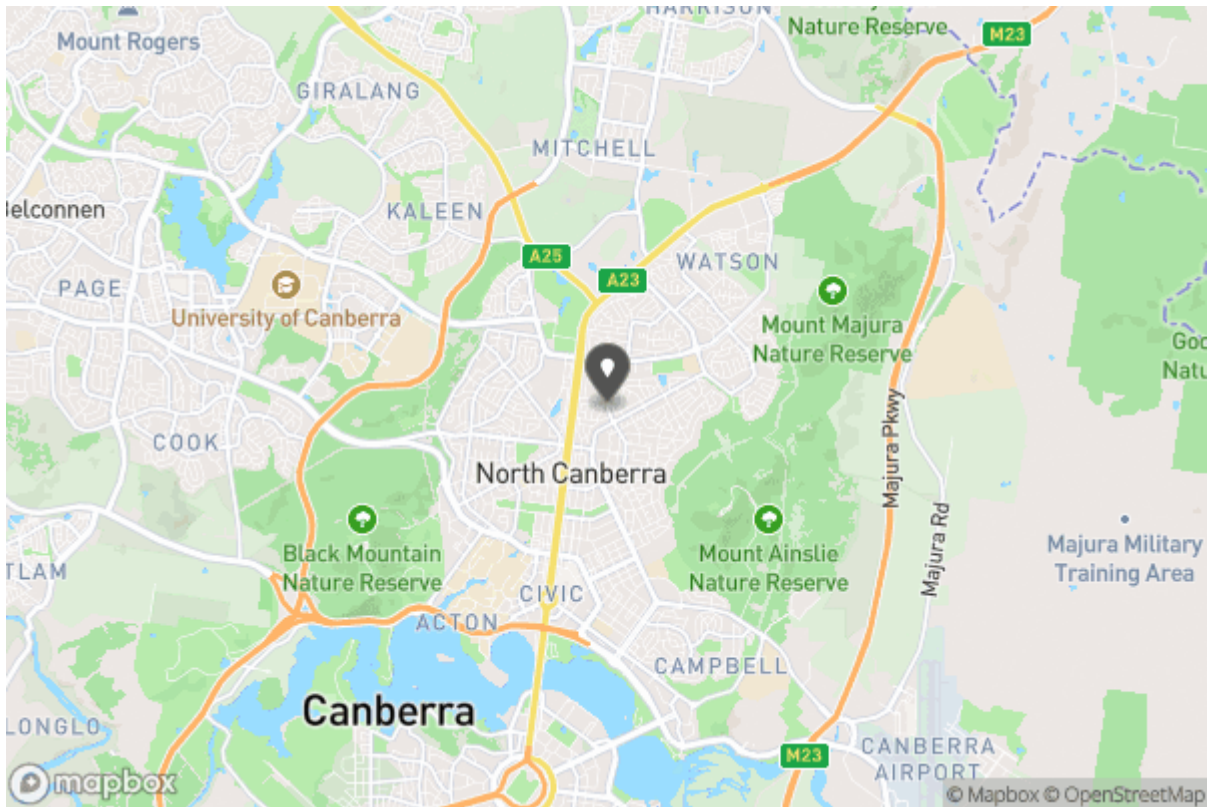 HARRISON
Nature Reserve
M23
Mount Rogers
GIRALANG
MITCHELL
KALEEN
Belconnen
A25
WATSON
A23
PAGE
University of Canberra
Mount Majura
Nature Reserve
Goo
Natu
COOK
Majura Pkwy
North Canberra
Majura Rd
Black Mountain
Nature Reserve
Mount Ainslie
Nature Reserve
Majura Military
Training Area
TLAM
CIVIC
ACTON
CAMPBELL
Canberra
LONGLO
M23
CANBERRA
AIRPORT
mapbox
© Mapbox © OpenStreetMap